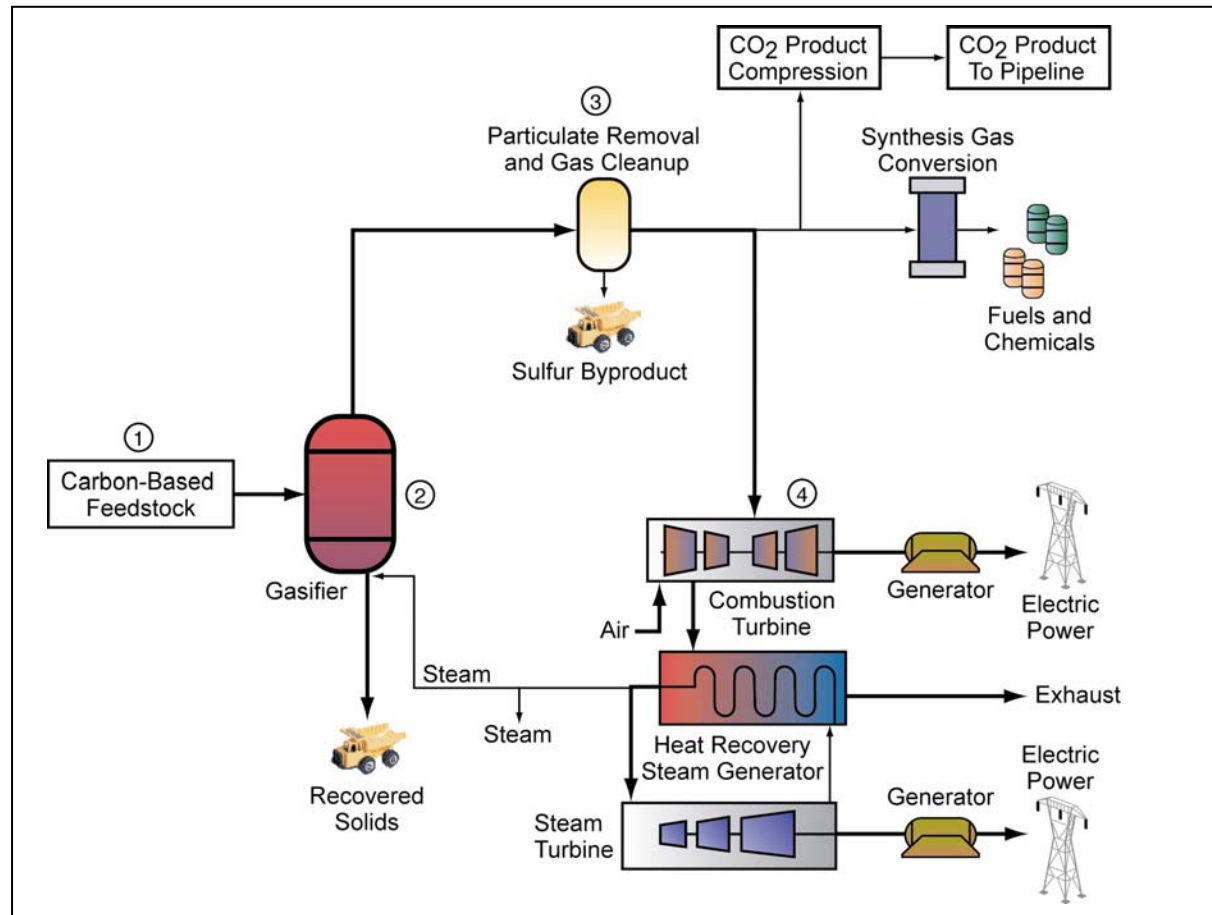 CO2 Product
Compression
CO2 Product
To Pipeline
③
Particulate Removal
and Gas Cleanup
Synthesis Gas
Conversion
Sulfur Byproduct
Fuels and
Chemicals
①
Carbon-Based
Feedstock
②
Gasifier
④
Air
Combustion
Turbine
Generator
Electric
Power
Steam
Steam
Exhaust
Heat Recovery
Steam Generator
Recovered
Solids
Steam
Turbine
Generator
Electric
Power